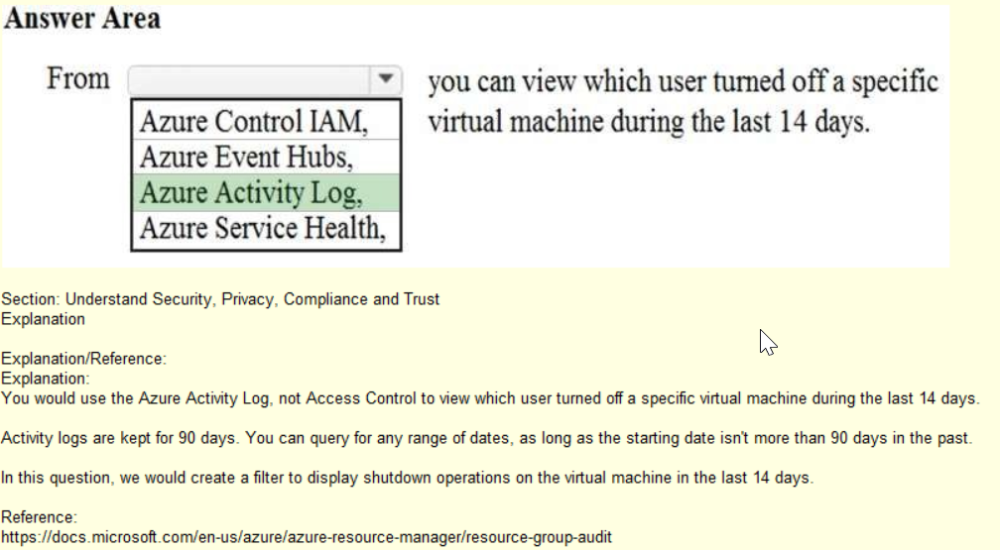 Answer Area
From you can view which user turned off a specific
virtual machine during the last 14 days.
Azure Control IAM,
Azure Event Hubs,
Azure Activity Log,
Azure Service Health,
Section: Understand Security, Privacy, Compliance and Trust
Explanation
Explanation/Reference:
Explanation:
You would use the Azure Activity Log, not Access Control to view which user turned off a specific virtual machine during the last 14 days.
Activity logs are kept for 90 days. You can query for any range of dates, as long as the starting date isn't more than 90 days in the past.
In this question, we would create a filter to display shutdown operations on the virtual machine in the last 14 days.
Reference:
https://docs.microsoft.com/en-us/azure/azure-resource-manager/resource-group-audit